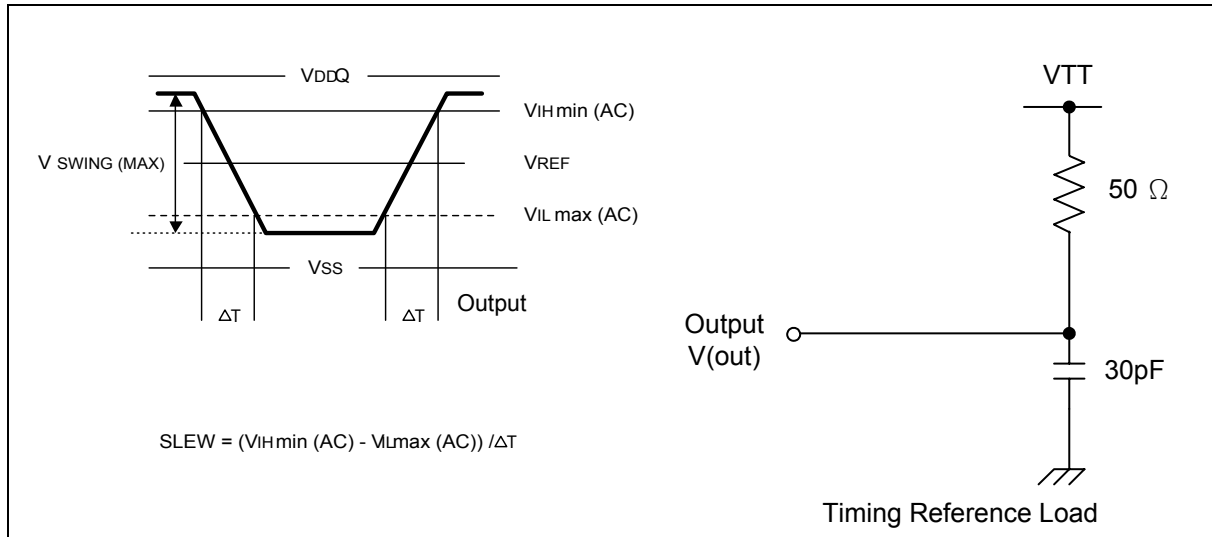 VDDQ
VIH min (AC)
V SWING (MAX)
VREF
VIL max (AC)
VSS
ΔT
ΔT
Output
SLEW = (VIH min (AC) - VILmax (AC)) /ΔT
VTT
50 Ω
Output
V(out)
30pF
Timing Reference Load